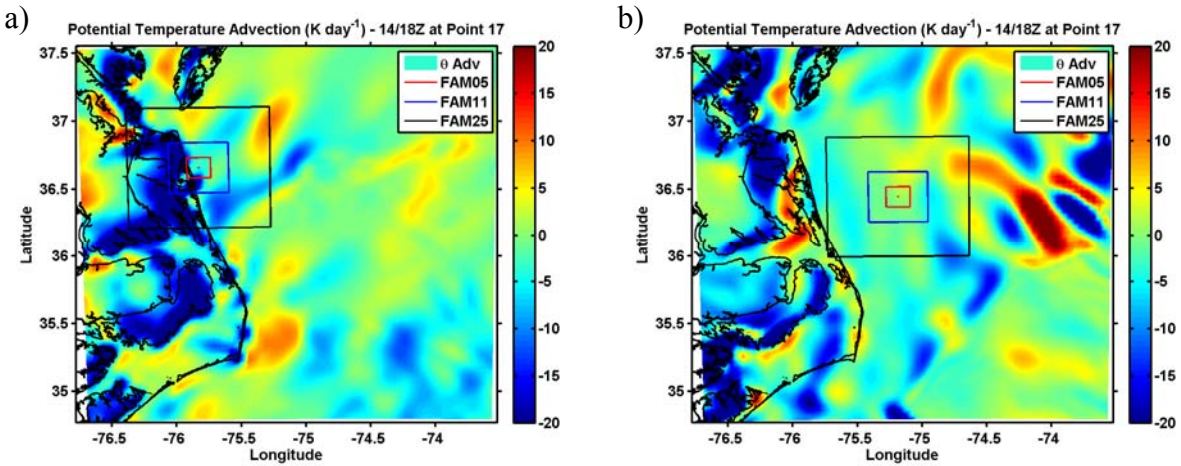 a)
Potential Temperature Advection (K day⁻¹) - 14/18Z at Point 17
θ Adv
FAM05
FAM11
FAM25
Latitude
37.5
37
36.5
36
35.5
35
-76.5
-76
-75.5
-75
-74.5
-74
Longitude
20
15
10
5
0
-5
-10
-15
-20
b)
Potential Temperature Advection (K day⁻¹) - 14/18Z at Point 17
θ Adv
FAM05
FAM11
FAM25
Latitude
37.5
37
36.5
36
35.5
35
-76.5
-76
-75.5
-75
-74.5
-74
Longitude
20
15
10
5
0
-5
-10
-15
-20